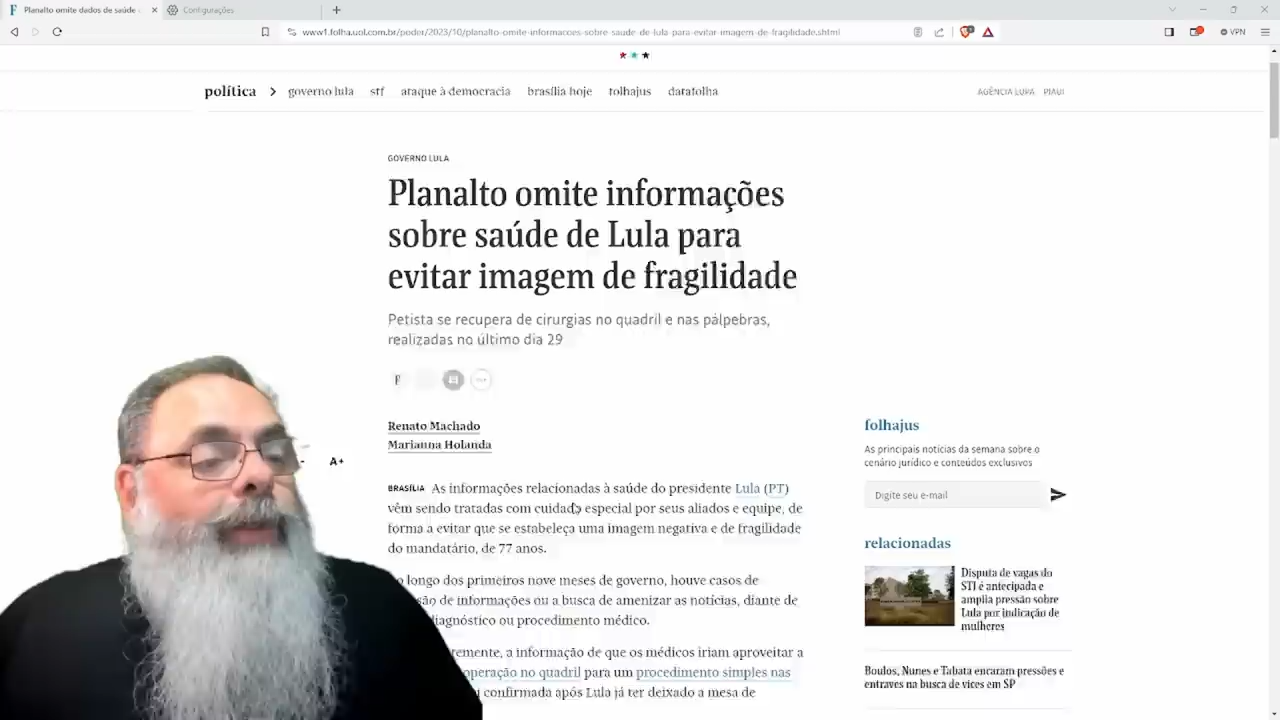 Planalto omite dados de saúde
Configurações
www1.folha.uol.com.br/poder/2023/10/planalto-omite-informacoes-sobre-saude-de-lula-para-evitar-imagem-de-fragilidade.shtml
VPN
política
governo lula
stf
ataque à democracia
brasília hoje
folhajus
datafolha
AGÊNCIA LUPA
PIAUÍ
GOVERNO LULA
Planalto omite informações
sobre saúde de Lula para
evitar imagem de fragilidade
Petista se recupera de cirurgias no quadril e nas pálpebras,
realizadas no último dia 29
Renato Machado
Marianna Holanda
A+
BRASÍLIA As informações relacionadas à saúde do presidente Lula (PT)
vêm sendo tratadas com cuidado especial por seus aliados e equipe, de
forma a evitar que se estabeleça uma imagem negativa e de fragilidade
do mandatário, de 77 anos.
o longo dos primeiros nove meses de governo, houve casos de
são de informações ou a busca de amenizar as notícias, diante de
diagnóstico ou procedimento médico.
remente, a informação de que os médicos iriam aproveitar a
operação no quadril para um procedimento simples nas
confirmada após Lula já ter deixado a mesa de
folhajus
As principais notícias da semana sobre o
cenário jurídico e conteúdos exclusivos
Digite seu e-mail
relacionadas
Disputa de vagas do
STJ é antecipada e
amplia pressão sobre
Lula por indicação de
mulheres
Boulos, Nunes e Tabata encaram pressões e
entraves na busca de vices em SP